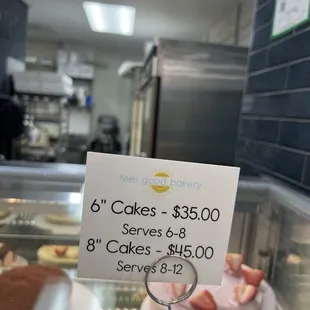 feel good bakery
6" Cakes - $35.00
Serves 6-8
8" Cakes - $45.00
Serves 8-12